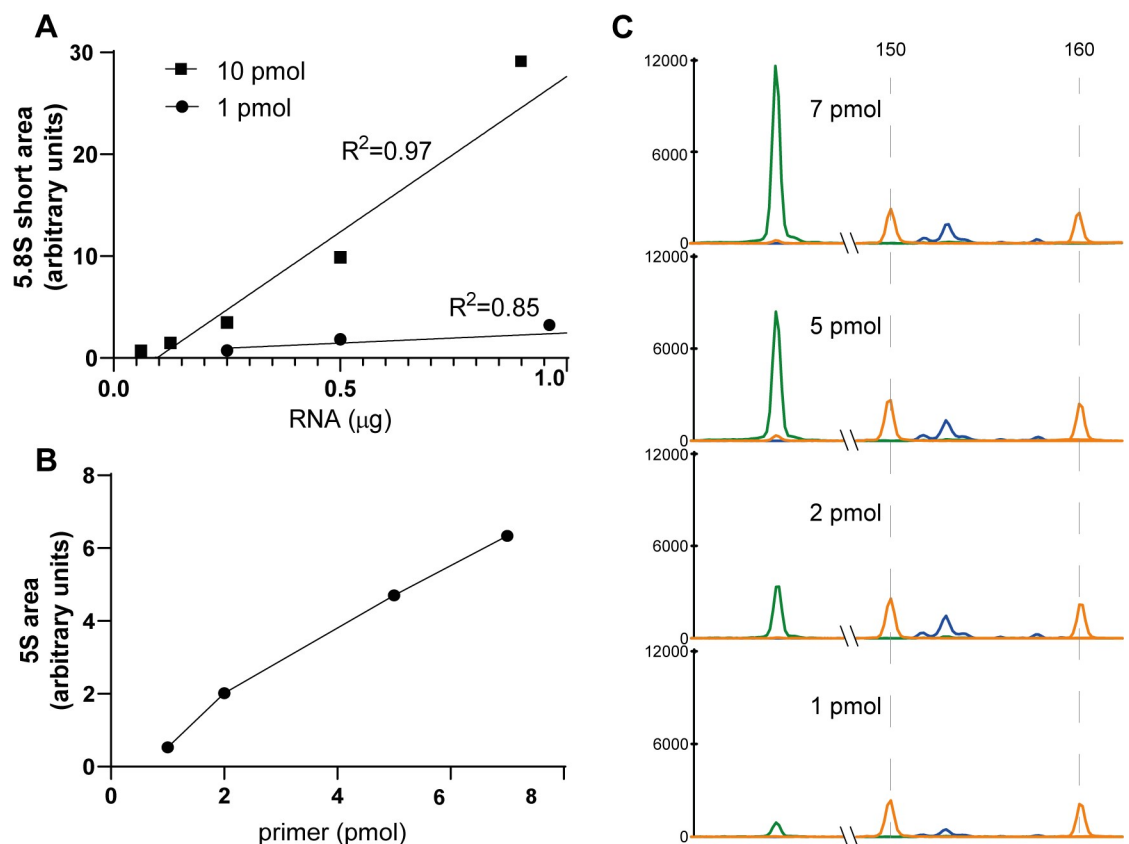 A
5.8S short area
(arbitrary units)
30
20
10
0
10 pmol
1 pmol
R²=0.97
R²=0.85
0.0
0.5
1.0
RNA (μg)
B
5S area
(arbitrary units)
8
6
4
2
0
0
2
4
6
8
primer (pmol)
C
150
160
12000
7 pmol
6000
0
12000
5 pmol
6000
0
12000
2 pmol
6000
0
12000
1 pmol
6000
0